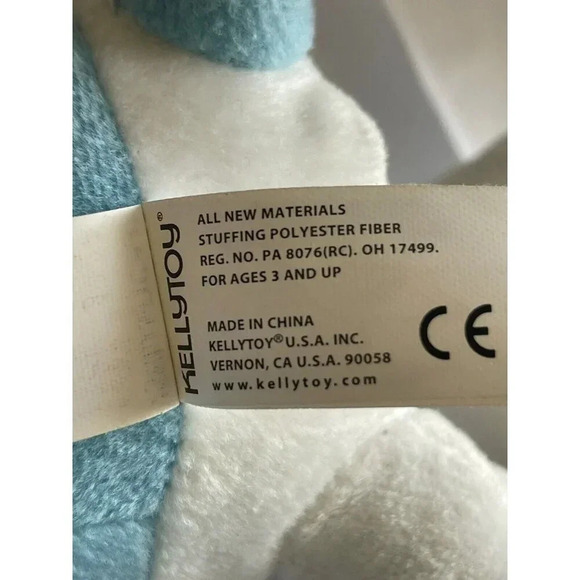 KELLYTOY®
ALL NEW MATERIALS
STUFFING POLYESTER FIBER
REG. NO. PA 8076(RC). OH 17499.
FOR AGES 3 AND UP
MADE IN CHINA
KELLYTOY® U.S.A. INC.
VERNON, CA U.S.A. 90058
www.kellytoy.com
CE